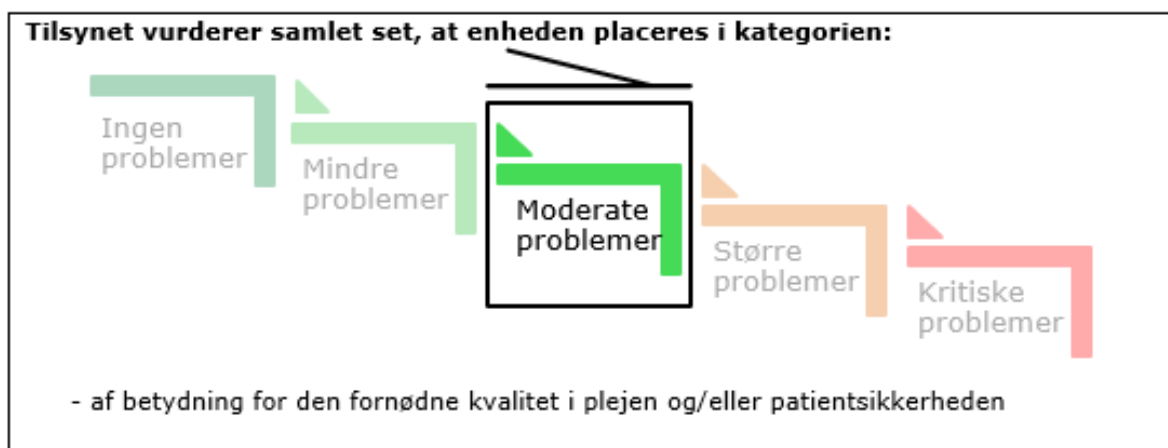 Tilsynet vurderer samlet set, at enheden placeres i kategorien:
Ingen
problemer
Mindre
problemer
Moderate
problemer
Større
problemer
Kritiske
problemer
- af betydning for den fornødne kvalitet i plejen og/eller patientsikkerheden